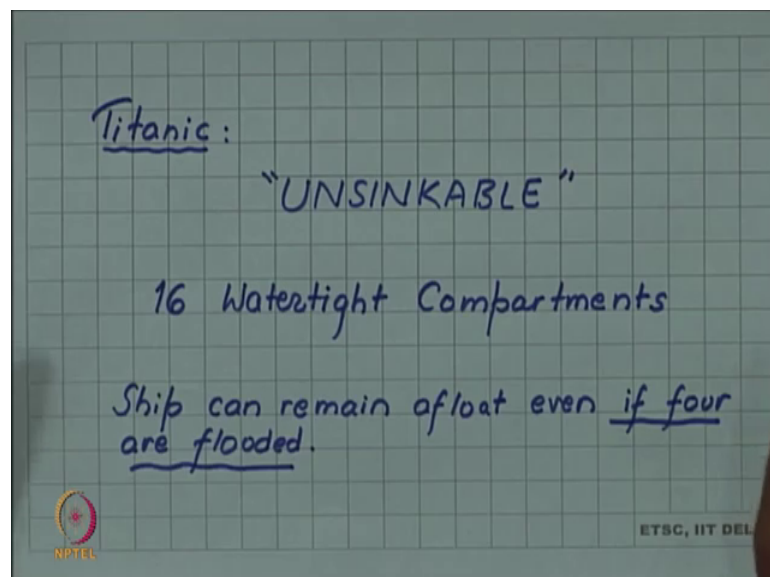 Titanic:
"UNSINKABLE"
16 Watertight Compartments
Ship can remain afloat even if four
are flooded.
ETSC, IIT DEL
NPTEL